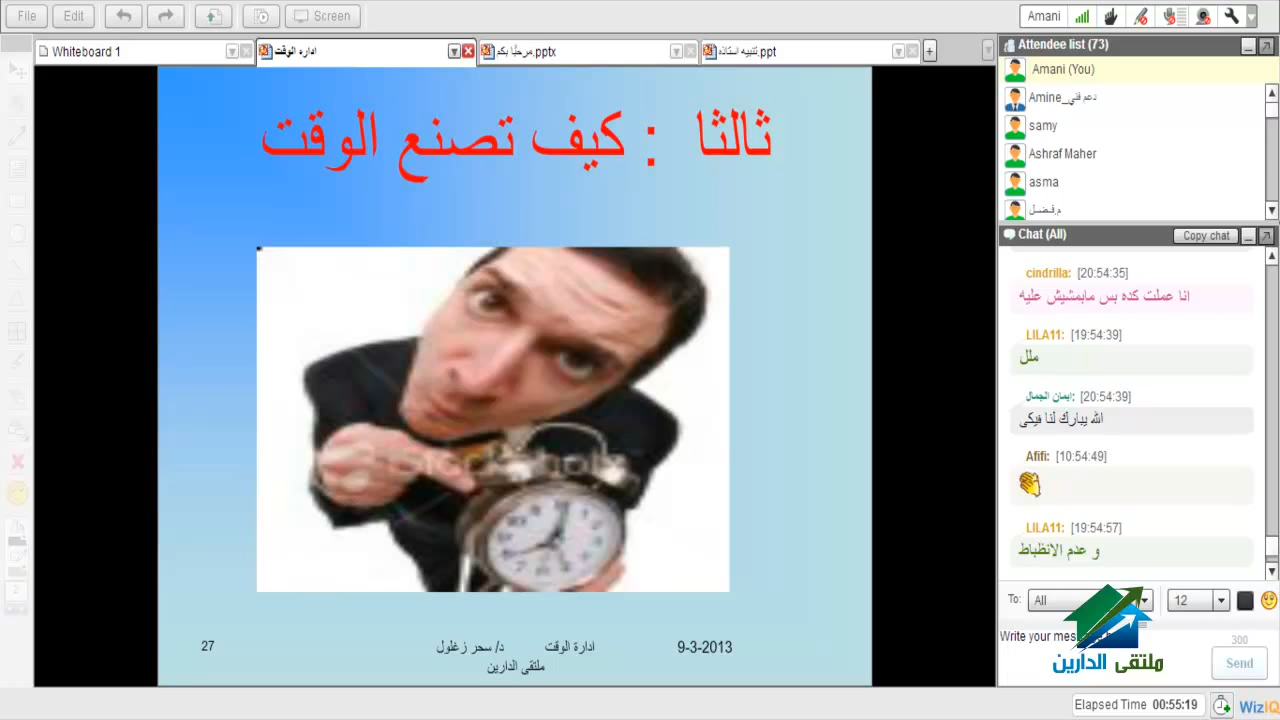 File
Edit
Screen
Amani
Whiteboard 1
اداره الوقت
مرحبًا بكم.pptx
تنبيه استاذه.ppt
Attendee list (73)
Amani (You)
Amine_دعم فني
samy
Ashraf Maher
asma
م.فـضـل
ثالثا : كيف تصنع الوقت
27
د/ سحر زغلول
ادارة الوقت
9-3-2013
ملتقى الدارين
Chat (All)
Copy chat
cindrilla: [20:54:35]
انا عملت كده بس مابمشيش عليه
LILA11: [19:54:39]
ملل
ايمان الجمال: [20:54:39]
الله يبارك لنا فيكى
Afifi: [10:54:49]
LILA11: [19:54:57]
و عدم الانظباط
To:
All
12
Write your mes
300
Send
ملتقى الدارين
Elapsed Time 00:55:19
WizIQ